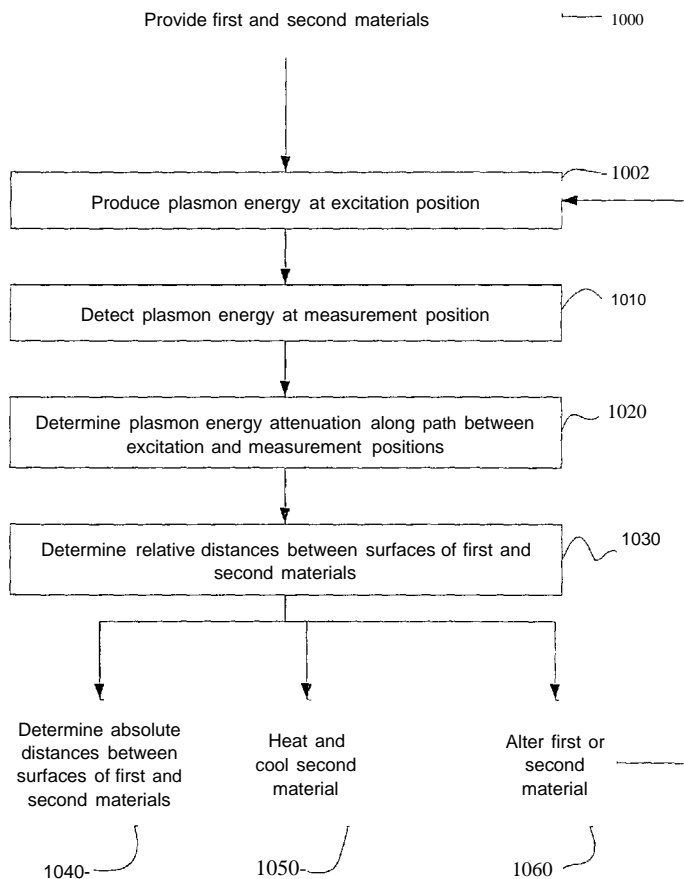 Provide first and second materials
1000
1002
Produce plasmon energy at excitation position
Detect plasmon energy at measurement position
1010
Determine plasmon energy attenuation along path between
excitation and measurement positions
1020
Determine relative distances between surfaces of first and
second materials
1030
Determine absolute
distances between
surfaces of first and
second materials
Heat and
cool second
material
Alter first or
second
material
1040-
1050-
1060